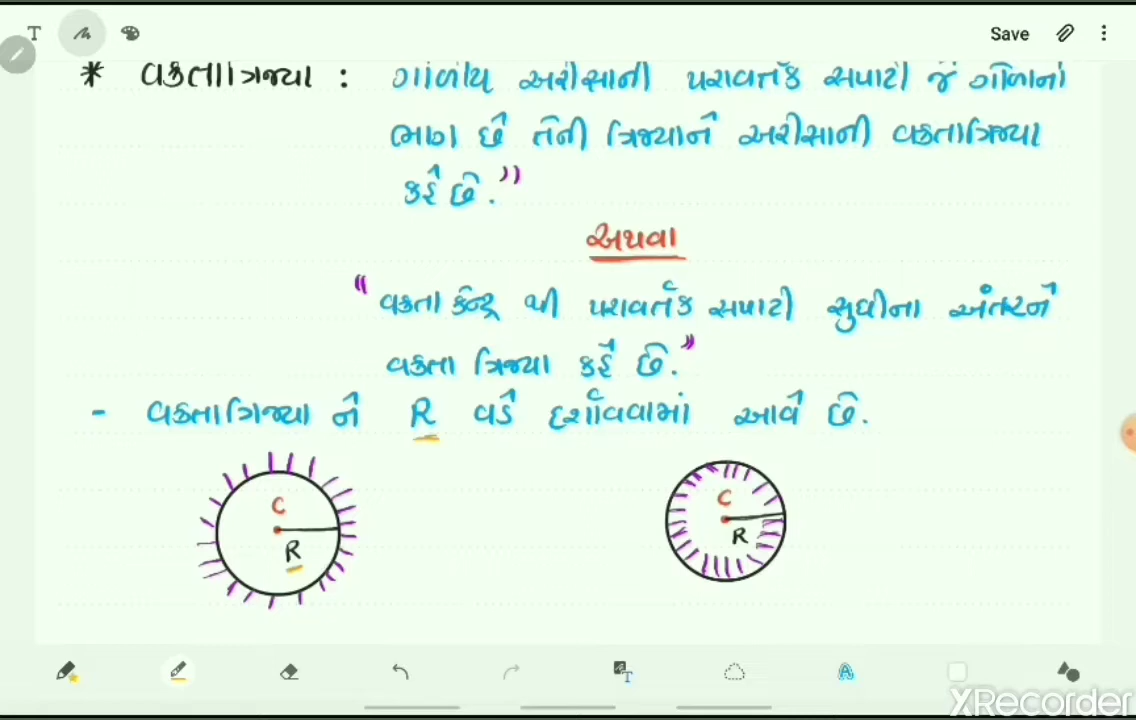 T
Save
* વક્રતાત્રિજ્યા : ગોળીય અરીસાની પરાવર્તક સપાટી જે ગોળાનો
ભાગ છે તેની ત્રિજ્યાને અરીસાની વક્રતાત્રિજ્યા
કહે છે.”
અથવા
“વક્રતા કેન્દ્ર થી પરાવર્તક સપાટી સુધીના અંતરને
વક્રતા ત્રિજ્યા કહે છે.”
- વક્રતાત્રિજ્યા ને R વડે દર્શાવવામાં આવે છે.
C
R
C
R
T
A
XRecorder